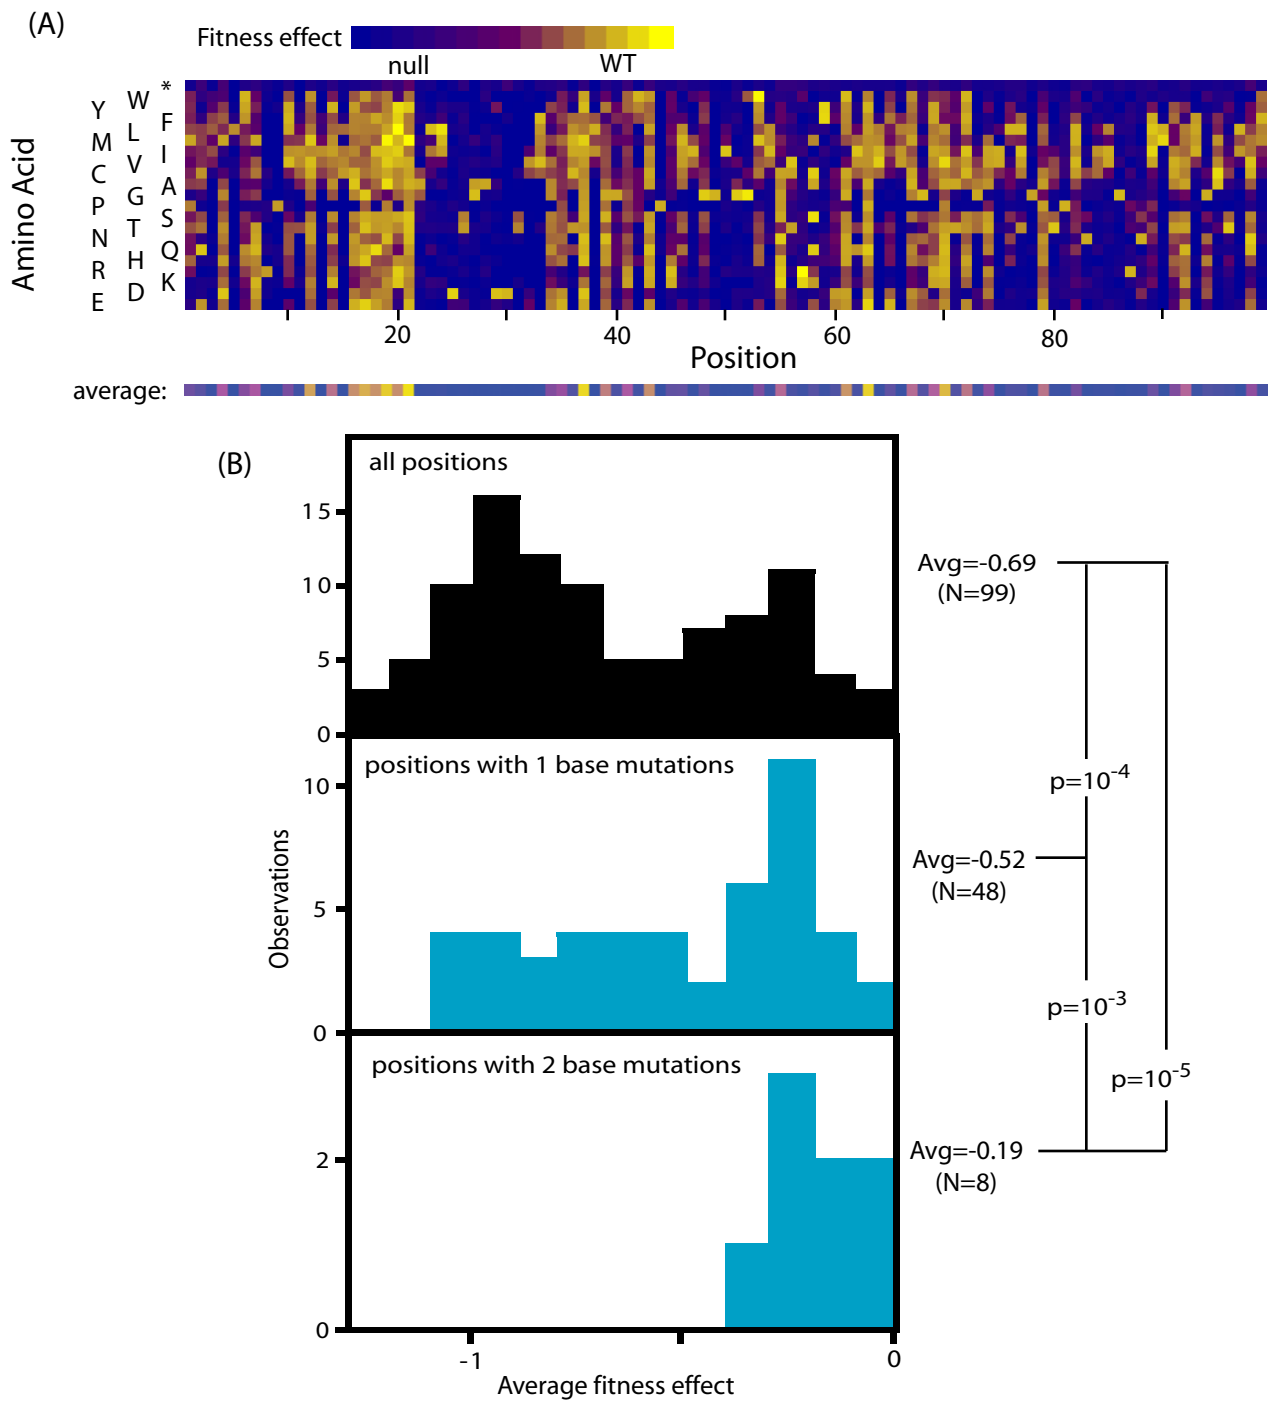 (A)
Fitness effect
null WT
Amino Acid
*
W
Y
F
L
M
I
V
C
A
G
P
S
T
N
Q
H
R
K
D
E
20 40 60 80
Position
average:
(B)
all positions
15
10
5
0
Avg=-0.69
(N=99)
positions with 1 base mutations
10
5
0
Observations
p=10-4
Avg=-0.52
(N=48)
p=10-3
positions with 2 base mutations
2
0
p=10-5
Avg=-0.19
(N=8)
-1 0
Average fitness effect